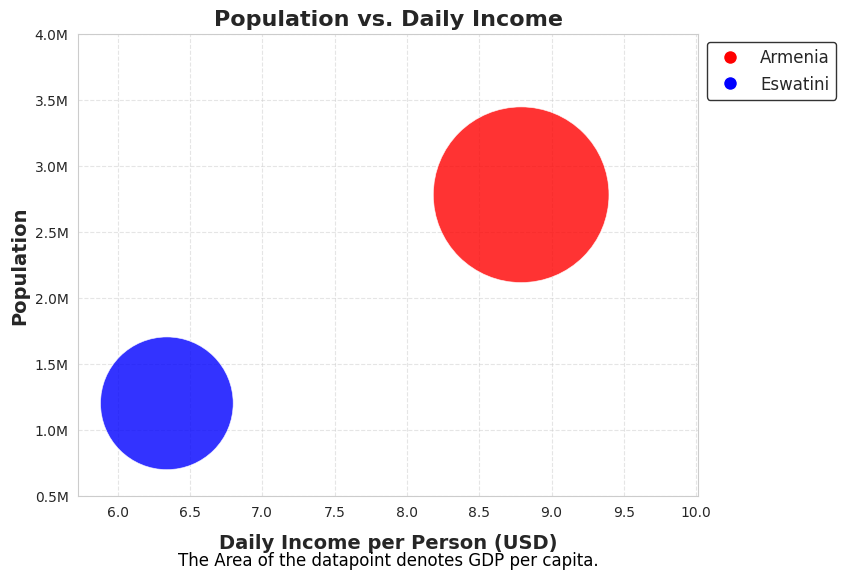 Population vs. Daily Income
4.0M
3.5M
3.0M
2.5M
2.0M
1.5M
1.0M
0.5M
Population
6.0 6.5 7.0 7.5 8.0 8.5 9.0 9.5 10.0
Daily Income per Person (USD)
The Area of the datapoint denotes GDP per capita.
Armenia
Eswatini